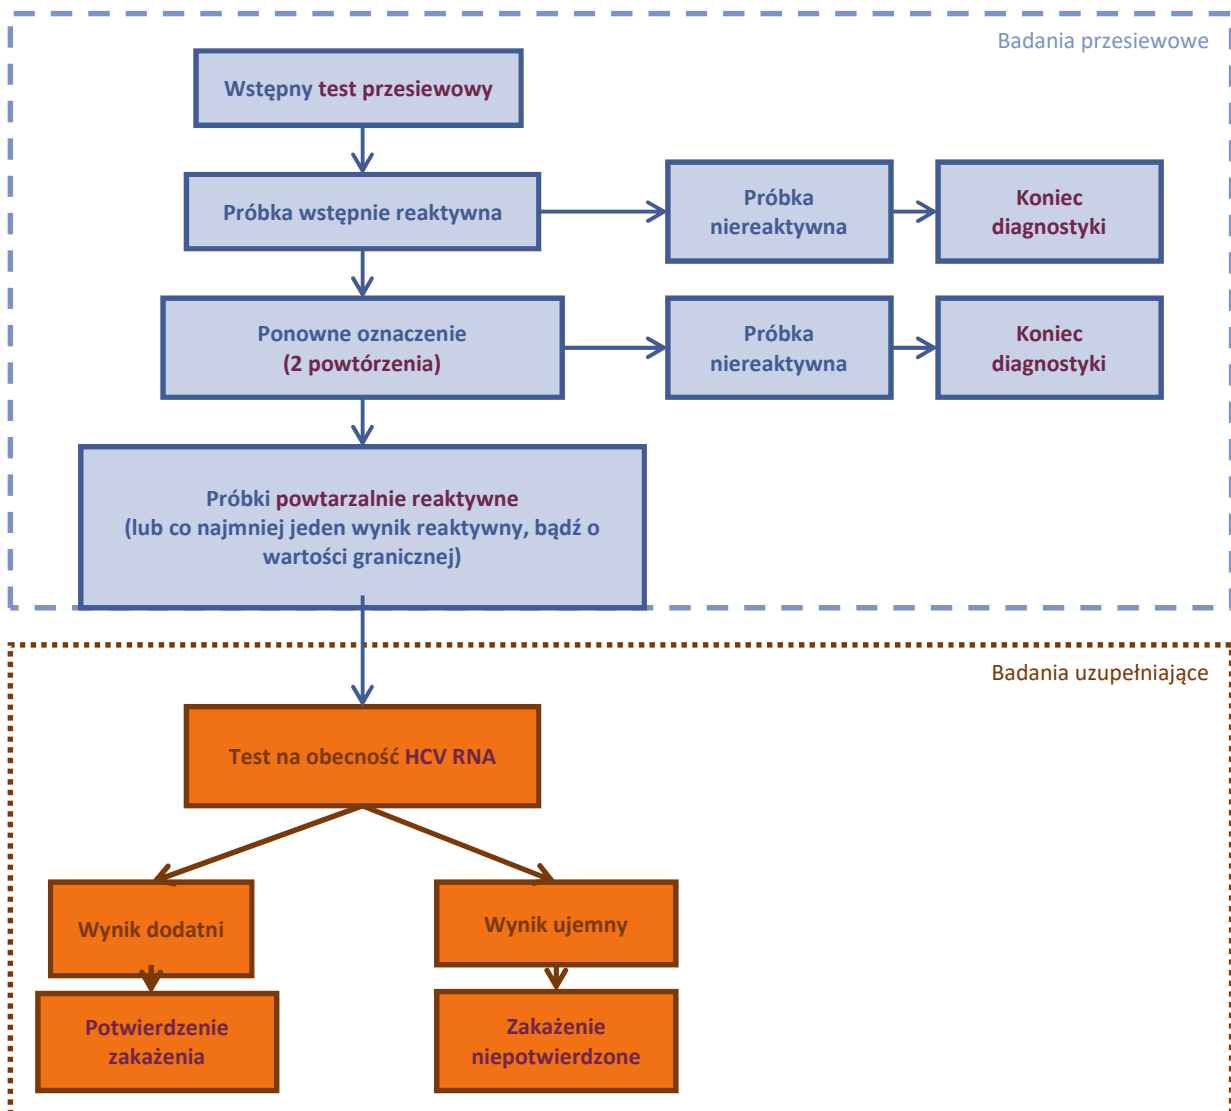 Badania przesiewowe
Wstępny test przesiewowy
Próbka wstępnie reaktywna
Próbka
niereaktywna
Koniec
diagnostyki
Ponowne oznaczenie
(2 powtórzenia)
Próbka
niereaktywna
Koniec
diagnostyki
Próbki powtarzalnie reaktywne
(lub co najmniej jeden wynik reaktywny, bądź o
wartości granicznej)
Badania uzupełniające
Test na obecność HCV RNA
Wynik dodatni
Wynik ujemny
Potwierdzenie
zakażenia
Zakażenie
niepotwierdzone